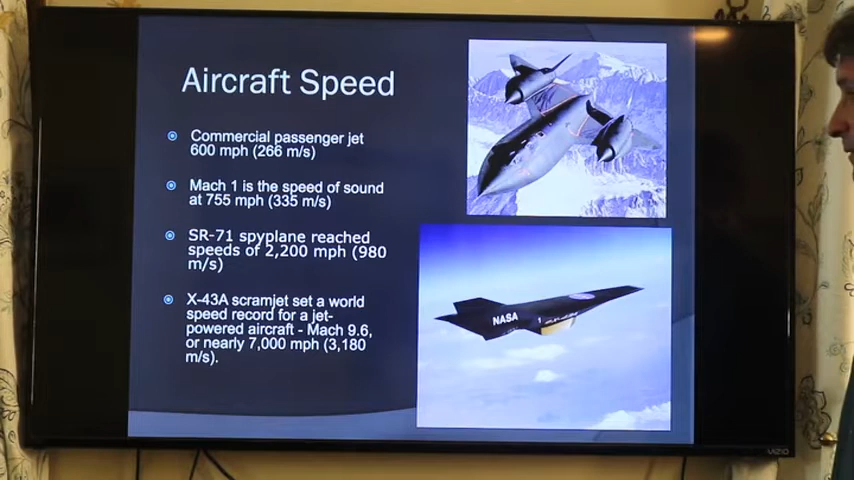 Aircraft Speed
Commercial passenger jet
600 mph (266 m/s)
Mach 1 is the speed of sound
at 755 mph (335 m/s)
SR-71 spyplane reached
speeds of 2,200 mph (980
m/s)
X-43A scramjet set a world
speed record for a jet-
powered aircraft - Mach 9.6,
or nearly 7,000 mph (3,180
m/s).
NASA
VIZIO